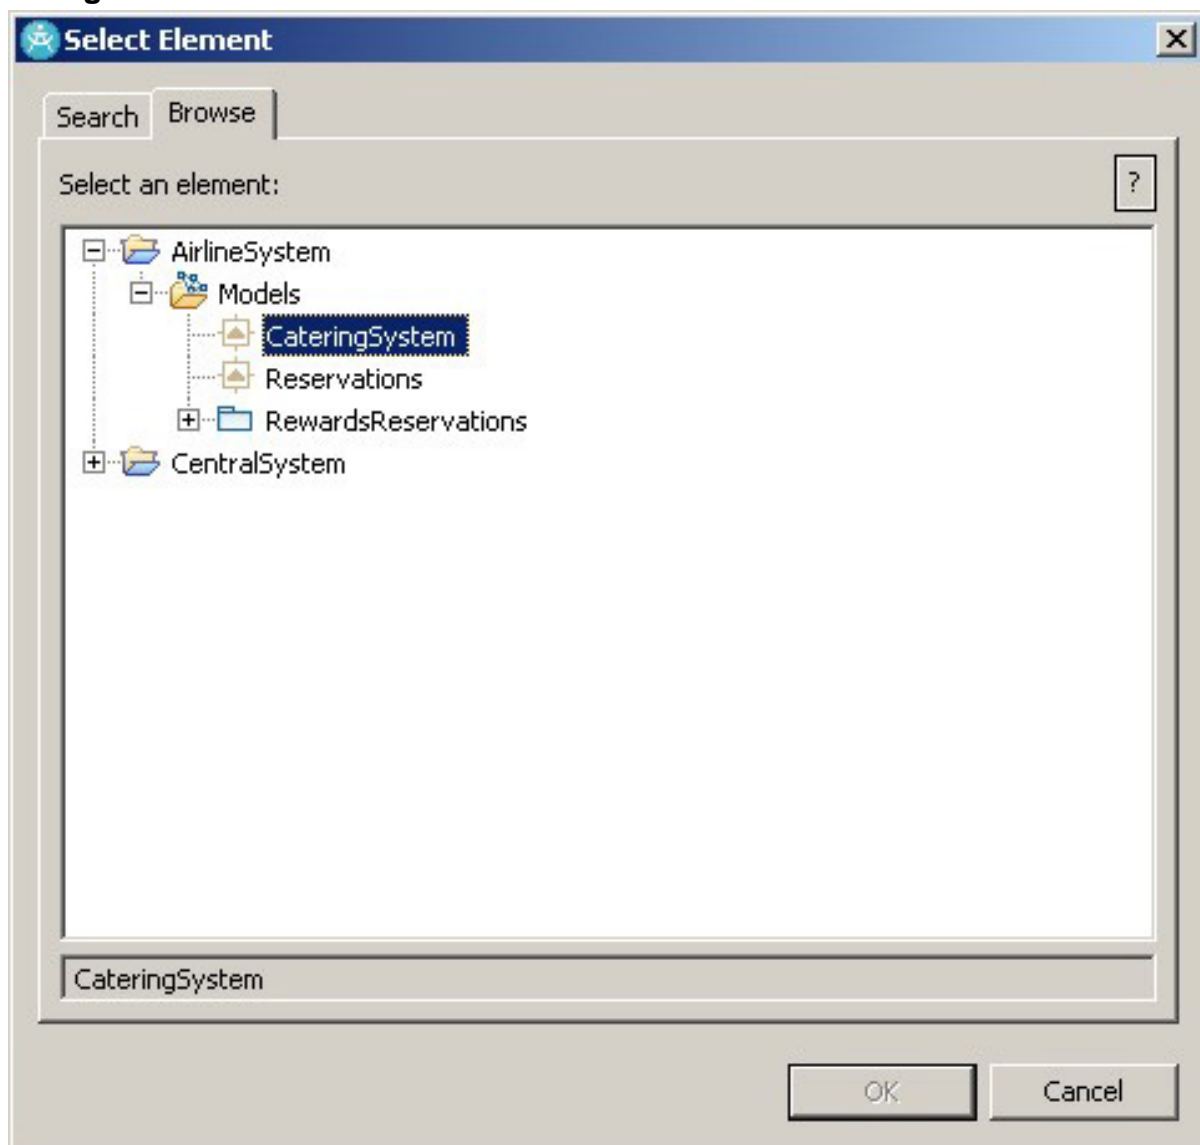 Select Element
Search Browse
Select an element:
?
AirlineSystem
Models
CateringSystem
Reservations
RewardsReservations
CentralSystem
CateringSystem
OK Cancel